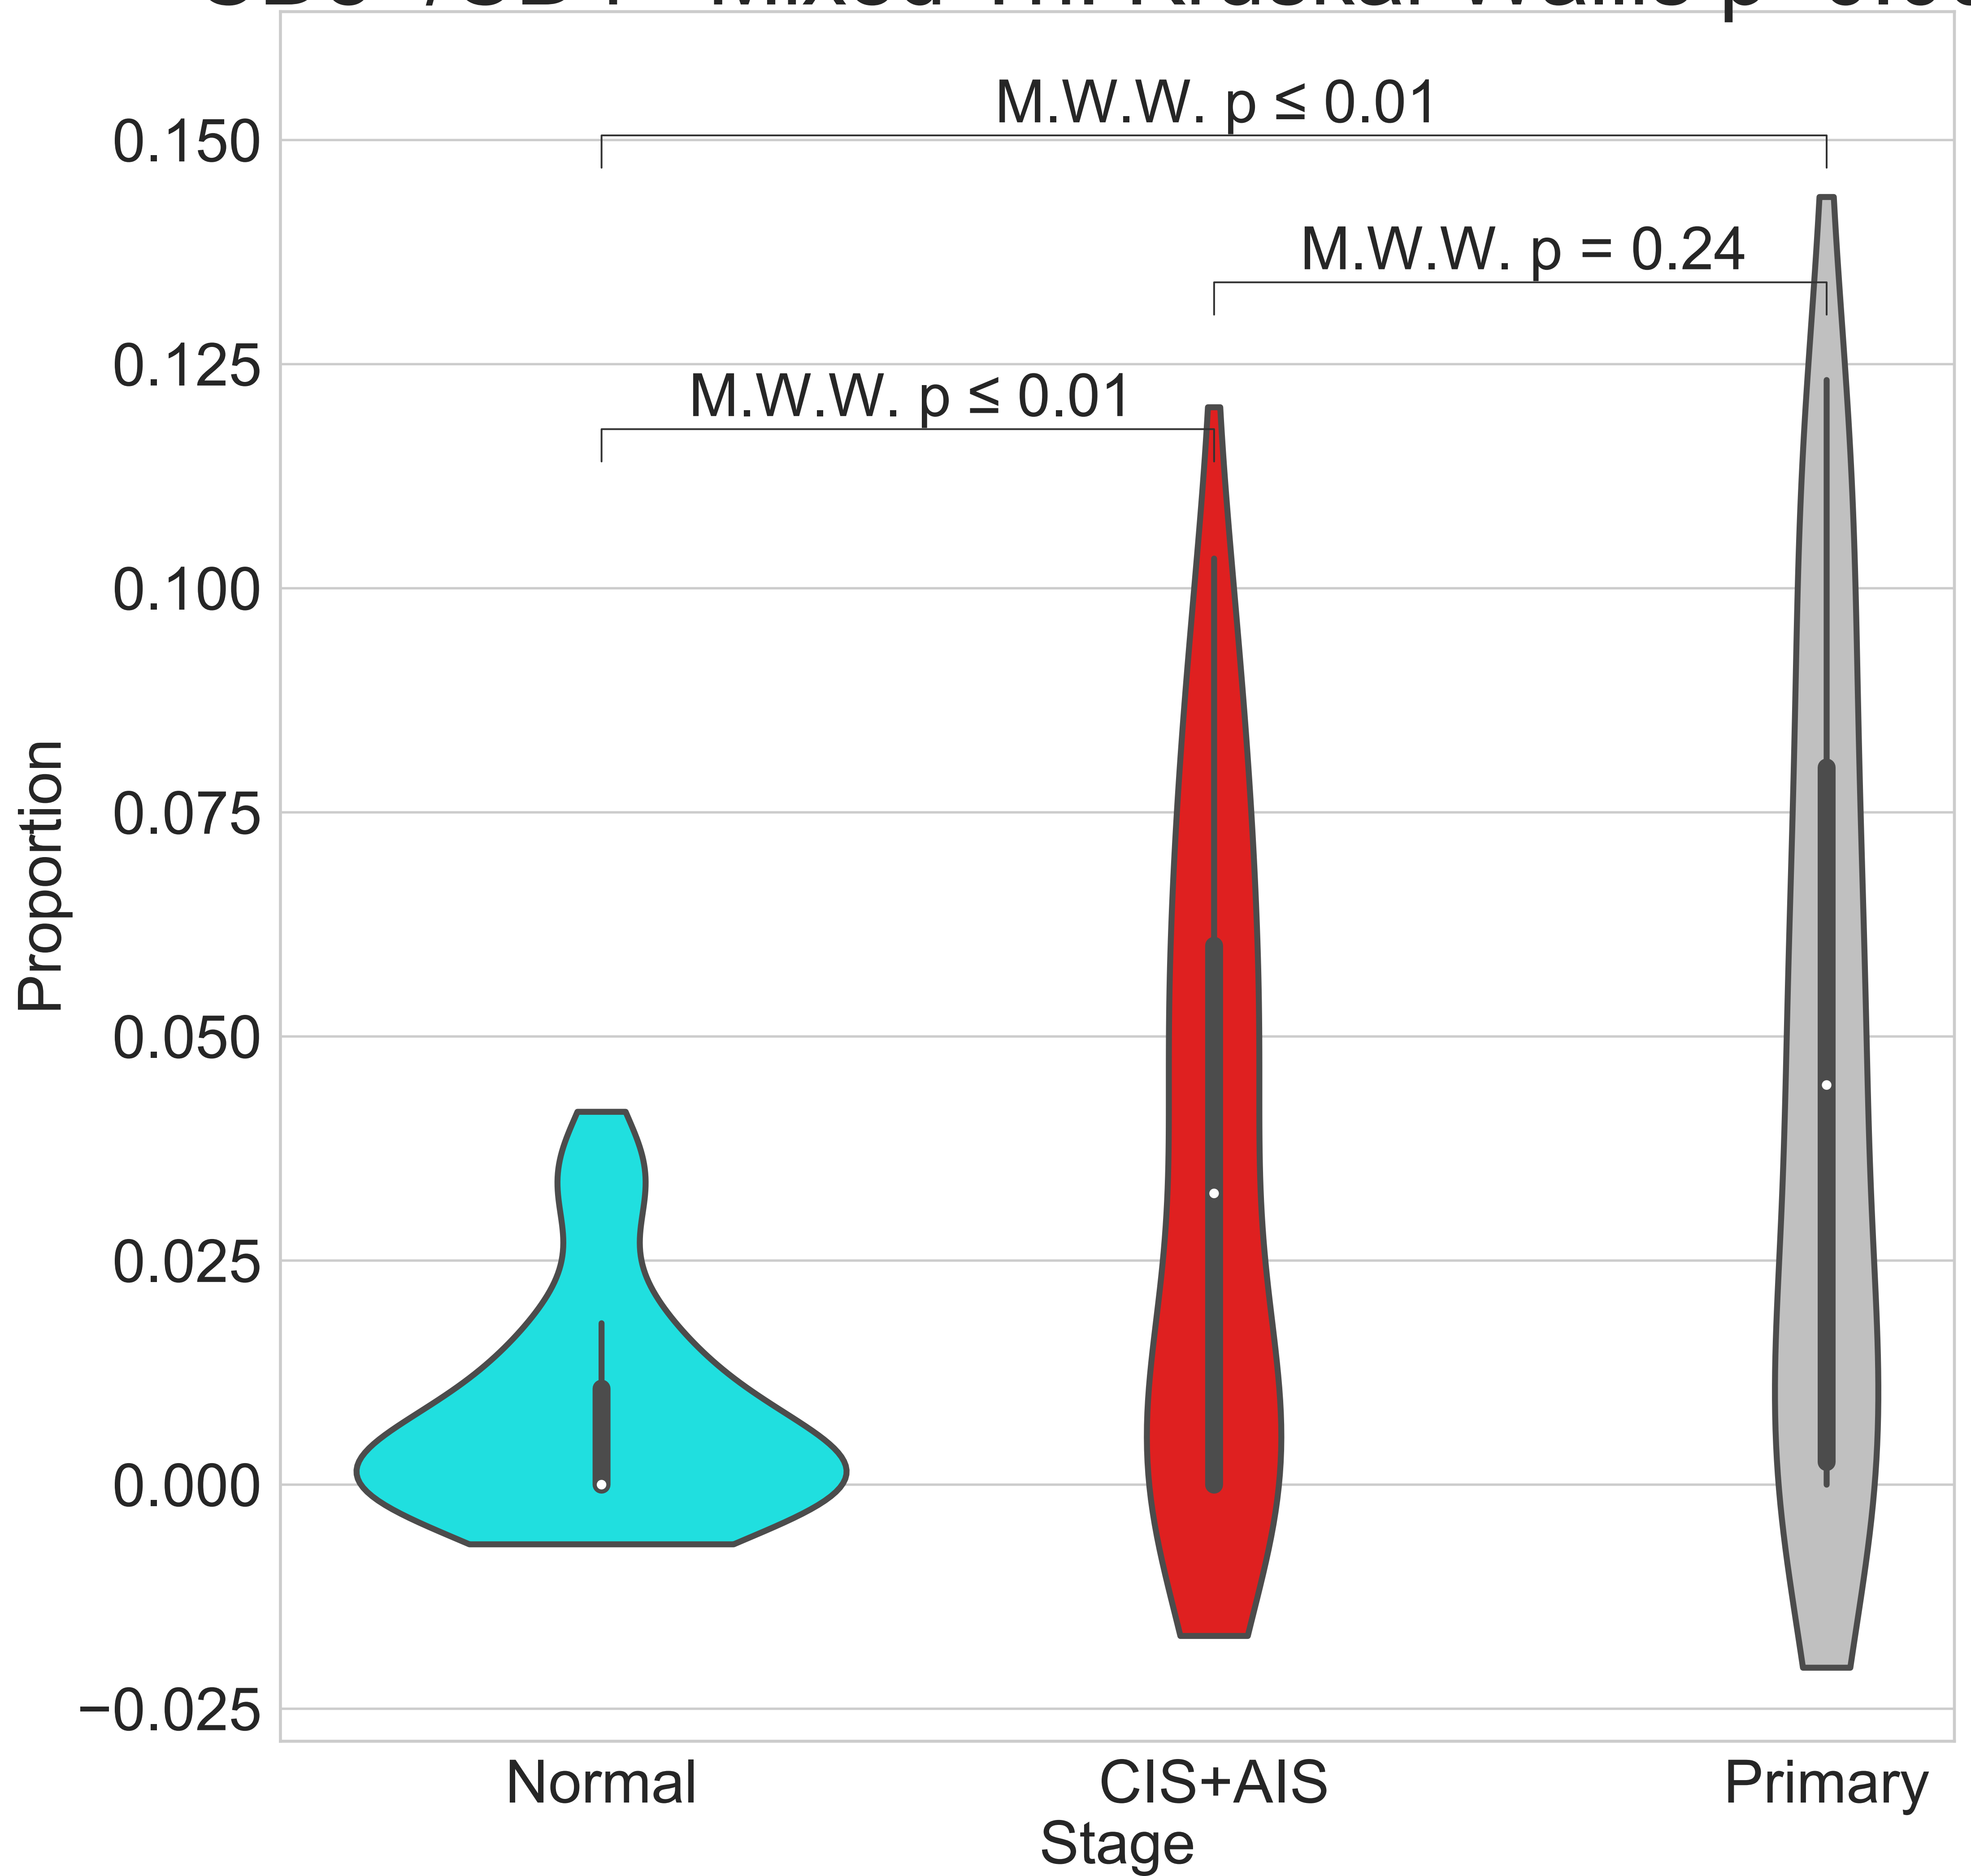 M.W.W. p ≤ 0.01
0.150
M.W.W. p = 0.24
0.125
M.W.W. p ≤ 0.01
0.100
0.075
Proportion
0.050
0.025
0.000
−0.025
Normal CIS+AIS Primary
Stage